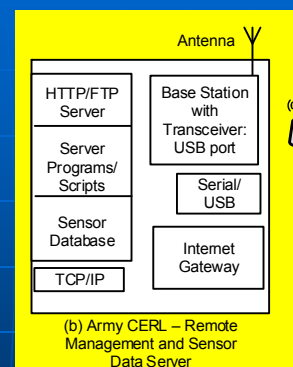 Antenna
HTTP/FTP
Server
Server
Programs/
Scripts
Sensor
Database
TCP/IP
Base Station
with
Transceiver:
USB port
Serial/
USB
Internet
Gateway
(b) Army CERL – Remote
Management and Sensor
Data Server